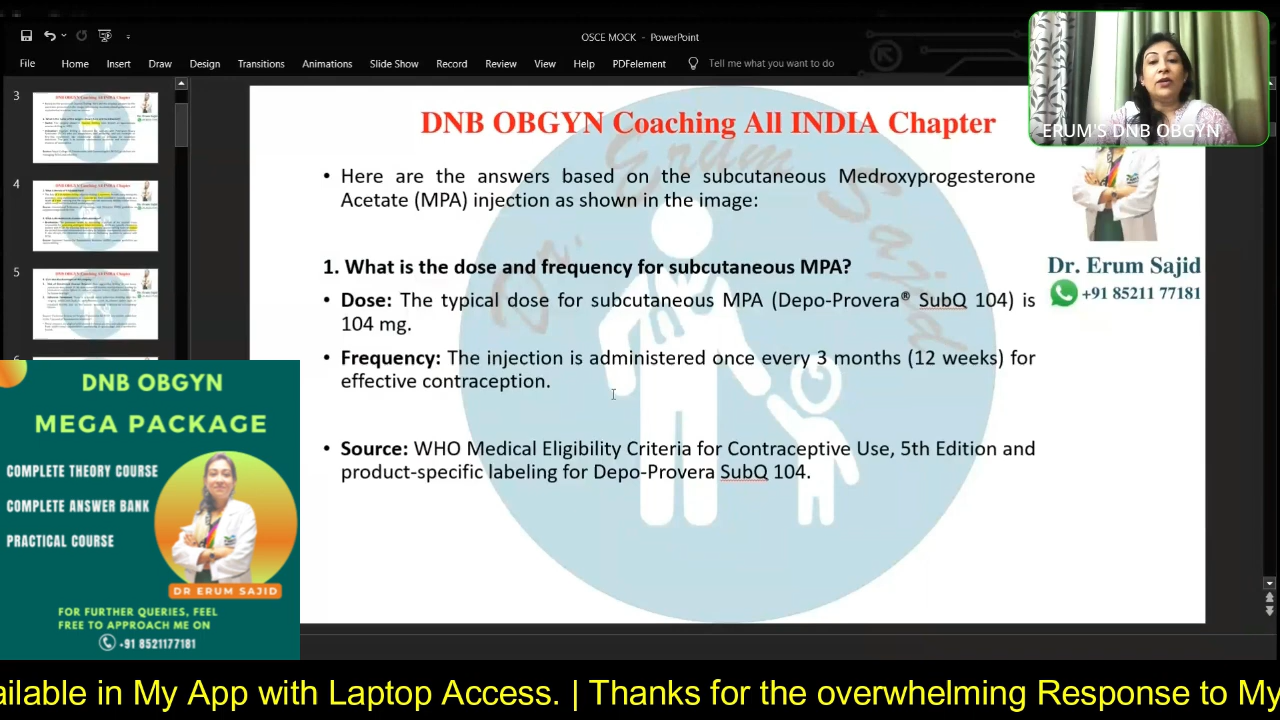 OSCE MOCK - PowerPoint
File Home Insert Draw Design Transitions Animations Slide Show Record Review View Help PDFelement Tell me what you want to do
3
4
5
DNB OBGYN Coaching
INDIA Chapter
• Here are the answers based on the subcutaneous Medroxyprogesterone
Acetate (MPA) injection as shown in the image:
1. What is the dose and frequency for subcutaneous MPA?
• Dose: The typical dose for subcutaneous MPA (Depo-Provera® SubQ 104) is
104 mg.
• Frequency: The injection is administered once every 3 months (12 weeks) for
effective contraception.
• Source: WHO Medical Eligibility Criteria for Contraceptive Use, 5th Edition and
product-specific labeling for Depo-Provera SubQ 104.
ERUM'S DNB OBGYN
Dr. Erum Sajid
+91 85211 77181
DNB OBGYN
MEGA PACKAGE
COMPLETE THEORY COURSE
COMPLETE ANSWER BANK
PRACTICAL COURSE
DR ERUM SAJID
FOR FURTHER QUERIES, FEEL
FREE TO APPROACH ME ON
+91 8521177181
ailable in My App with Laptop Access. | Thanks for the overwhelming Response to My